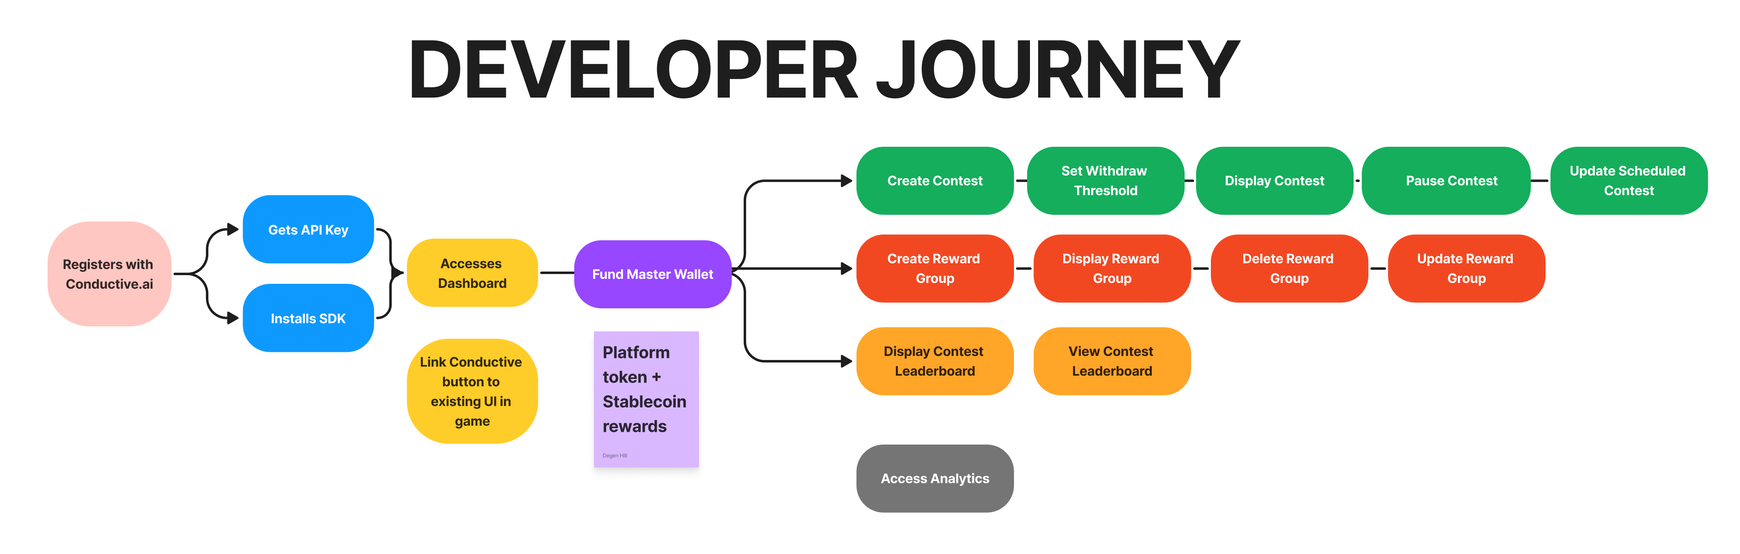 DEVELOPER JOURNEY
Registers with
Conductive.ai
Gets API Key
Installs SDK
Accesses
Dashboard
Link Conductive
button to
existing UI in
game
Fund Master Wallet
Platform
token +
Stablecoin
rewards
Degen Hill
Create Contest
Set Withdraw
Threshold
Display Contest
Pause Contest
Update Scheduled
Contest
Create Reward
Group
Display Reward
Group
Delete Reward
Group
Update Reward
Group
Display Contest
Leaderboard
View Contest
Leaderboard
Access Analytics